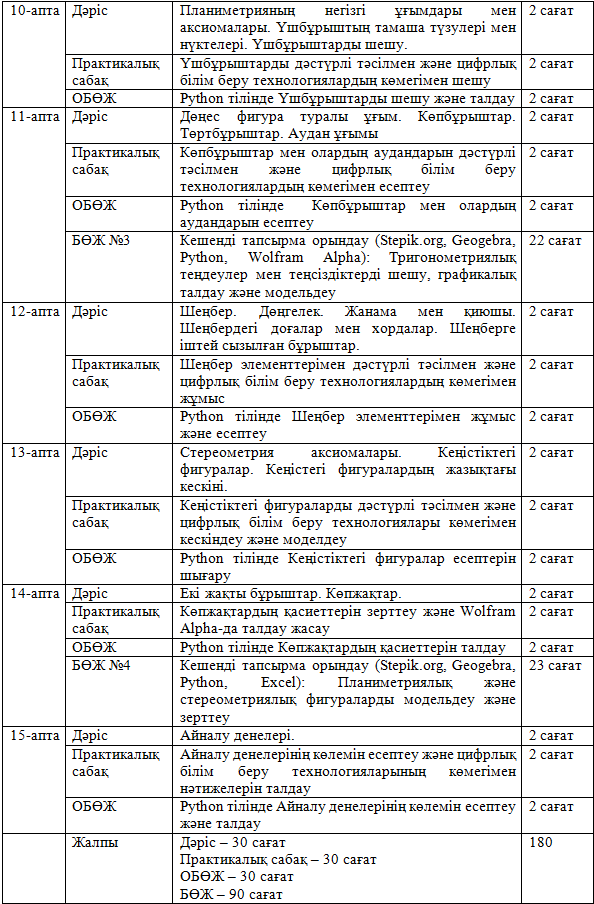 10-апта Дәріс Планиметрияның негізгі ұғымдары мен 2 сағат
аксиомалары. Үшбұрыштың тамаша түзулері мен
нүктелері. Үшбұрыштарды шешу.
Практикалық Үшбұрыштарды дәстүрлі тәсілмен және цифрлық 2 сағат
сабақ білім беру технологиялардың көмегімен шешу
ОБӨЖ Python тілінде Үшбұрыштарды шешу және талдау 2 сағат
11-апта Дәріс Дөңес фигура туралы ұғым. Көпбұрыштар. 2 сағат
Төртбұрыштар. Аудан ұғымы
Практикалық Көпбұрыштар мен олардың аудандарын дәстүрлі 2 сағат
сабақ тәсілмен және цифрлық білім беру
технологиялардың көмегімен есептеу
ОБӨЖ Python тілінде Көпбұрыштар мен олардың 2 сағат
аудандарын есептеу
БӨЖ №3 Кешенді тапсырма орындау (Stepik.org, Geogebra, 22 сағат
Python, Wolfram Alpha): Тригонометриялық
теңдеулер мен теңсіздіктерді шешу, графикалық
талдау және модельдеу
12-апта Дәріс Шеңбер. Дөңгелек. Жанама мен қиюшы. 2 сағат
Шеңбердегі доғалар мен хордалар. Шеңберге
іштей сызылған бұрыштар.
Практикалық Шеңбер элементтерімен дәстүрлі тәсілмен және 2 сағат
сабақ цифрлық білім беру технологиялардың көмегімен
жұмыс
ОБӨЖ Python тілінде Шеңбер элементтерімен жұмыс 2 сағат
және есептеу
13-апта Дәріс Стереометрия аксиомалары. Кеңістіктегі 2 сағат
фигуралар. Кеңістегі фигуралардың жазықтағы
кескіні.
Практикалық Кеңістіктегі фигураларды дәстүрлі тәсілмен және 2 сағат
сабақ цифрлық білім беру технологиялары көмегімен
кескіндеу және моделдеу
ОБӨЖ Python тілінде Кеңістіктегі фигуралар есептерін 2 сағат
шығару
14-апта Дәріс Екі жақты бұрыштар. Көпжақтар. 2 сағат
Практикалық Көпжақтардың қасиеттерін зерттеу және Wolfram 2 сағат
сабақ Alpha-да талдау жасау
ОБӨЖ Python тілінде Көпжақтардың қасиеттерін талдау 2 сағат
БӨЖ №4 Кешенді тапсырма орындау (Stepik.org, Geogebra, 23 сағат
Python, Excel): Планиметриялық және
стереометриялық фигураларды модельдеу және
зерттеу
15-апта Дәріс Айналу денелері. 2 сағат
Практикалық Айналу денелерінің көлемін есептеу және цифрлық 2 сағат
сабақ білім беру технологияларының көмегімен
нәтижелерін талдау
ОБӨЖ Python тілінде Айналу денелерінің көлемін есептеу 2 сағат
және талдау
Жалпы Дәріс – 30 сағат 180
Практикалық сабақ – 30 сағат
ОБӨЖ – 30 сағат
БӨЖ – 90 сағат